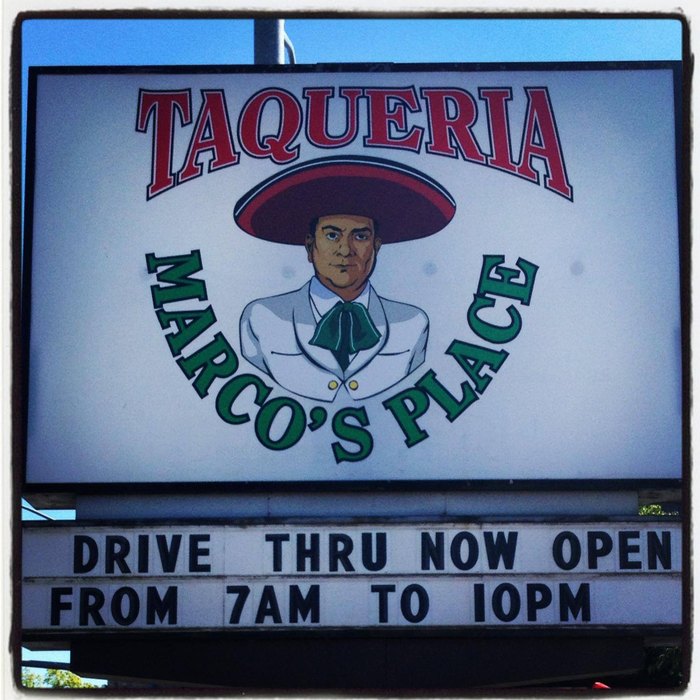 TAQUERIA
MARCO'S PLACE
DRIVE THRU NOW OPEN
FROM 7AM TO 10PM